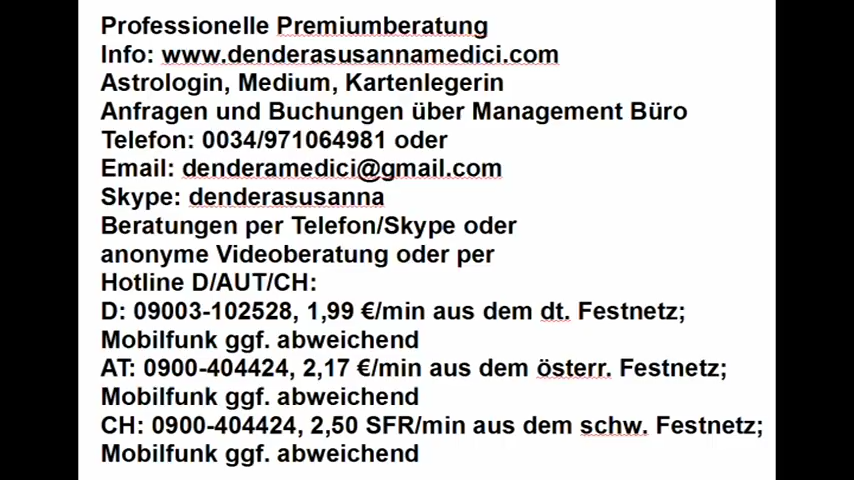 Professionelle Premiumberatung
Info: www.denderasusannamedici.com
Astrologin, Medium, Kartenlegerin
Anfragen und Buchungen über Management Büro
Telefon: 0034/971064981 oder
Email: denderamedici@gmail.com
Skype: denderasusanna
Beratungen per Telefon/Skype oder
anonyme Videoberatung oder per
Hotline D/AUT/CH:
D: 09003-102528, 1,99 €/min aus dem dt. Festnetz;
Mobilfunk ggf. abweichend
AT: 0900-404424, 2,17 €/min aus dem österr. Festnetz;
Mobilfunk ggf. abweichend
CH: 0900-404424, 2,50 SFR/min aus dem schw. Festnetz;
Mobilfunk ggf. abweichend